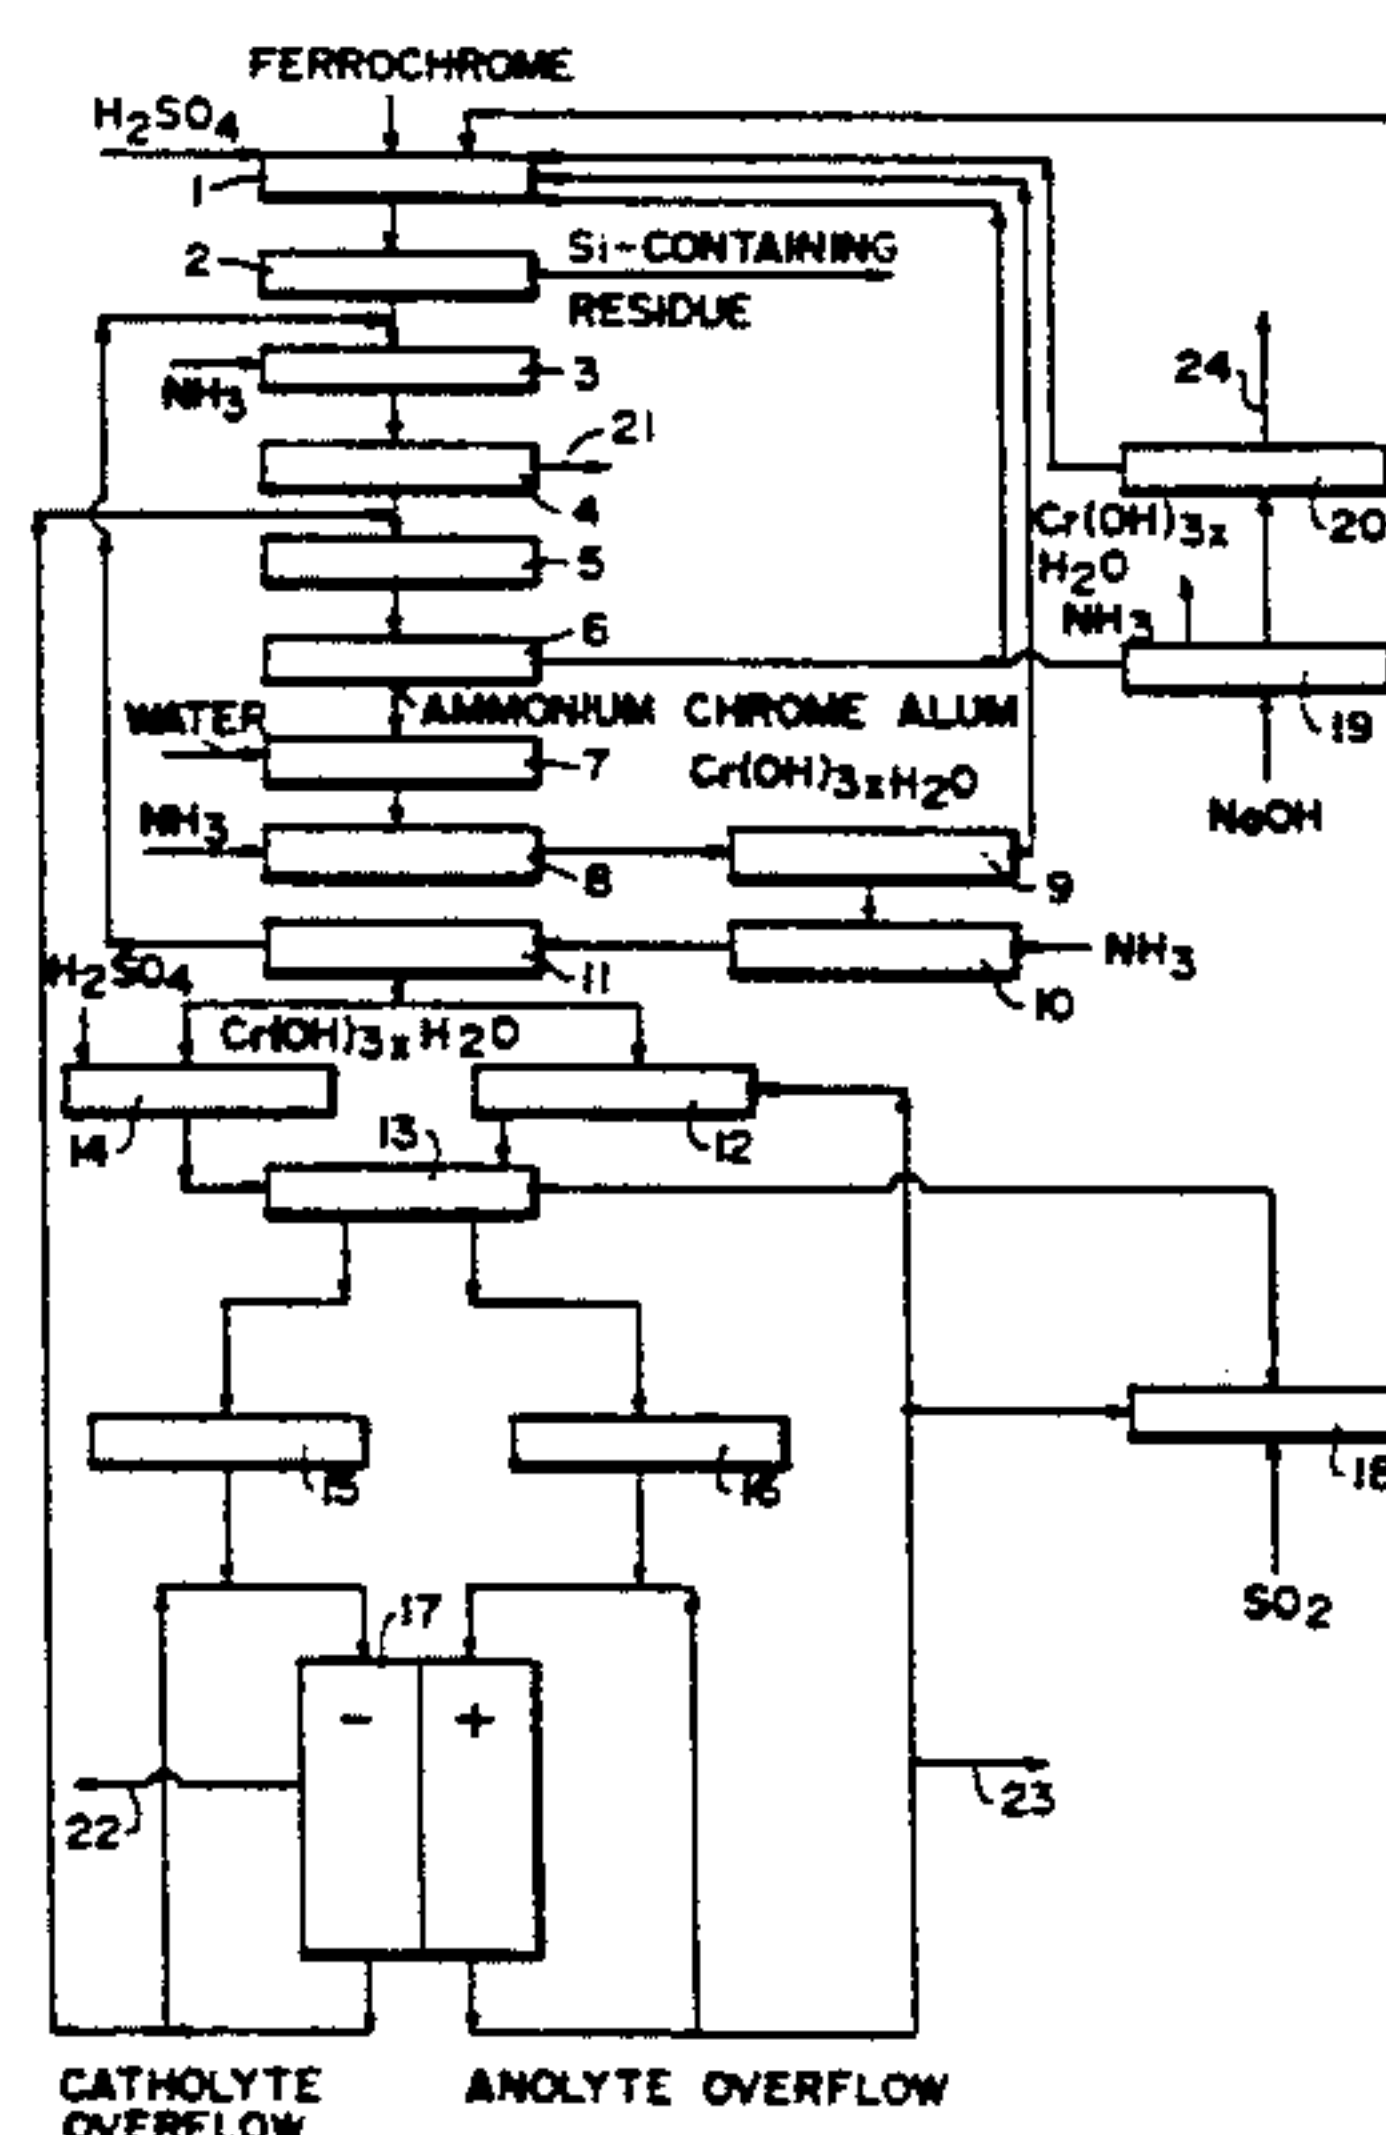 FERROCHROME
H2SO4
1
2
Si-CONTAINING
RESIDUE
3
NH3
24
21
4
20
Cr(OH)3x
H2O
5
NH3
6
AMMONIUM CHROME ALUM
19
WATER
7
Cr(OH)3xH2O
NaOH
NH3
8
9
H2SO4
11
NH3
10
Cr(OH)3xH2O
14
13
12
15
16
18
SO2
17
- +
22
23
CATHOLYTE
OVERFLOW
ANOLYTE OVERFLOW